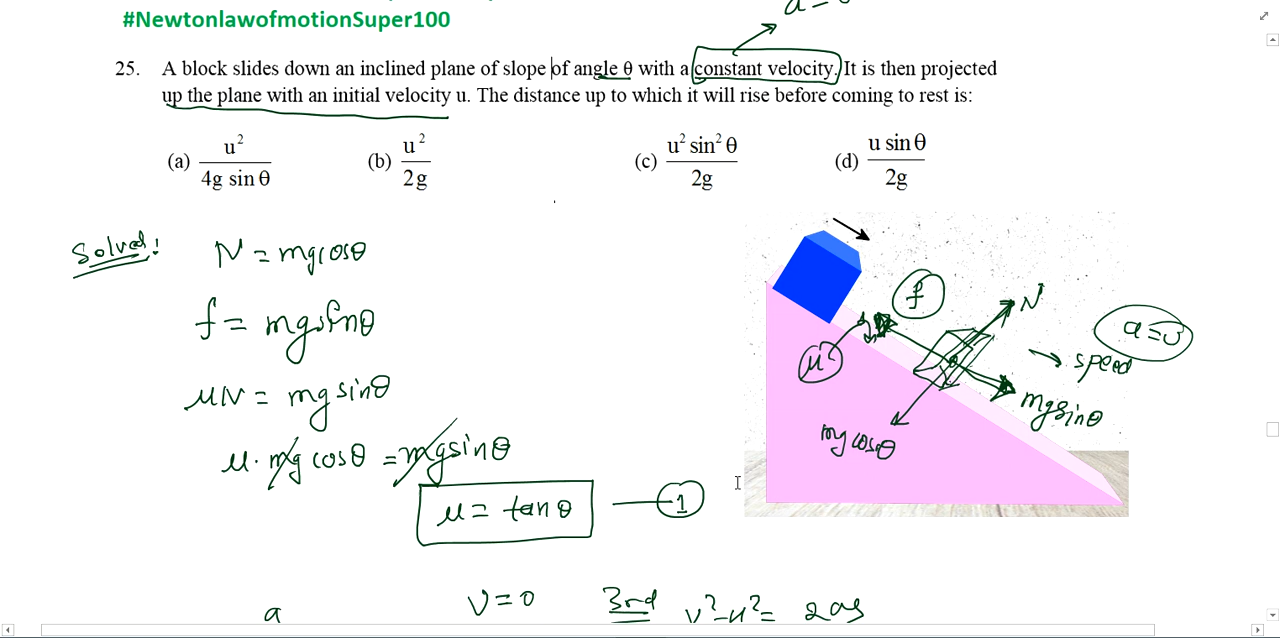 #NewtonlawofmotionSuper100
25. A block slides down an inclined plane of slope of angle θ with a constant velocity. It is then projected
up the plane with an initial velocity u. The distance up to which it will rise before coming to rest is:
(a) u² / 4g sin θ (b) u² / 2g (c) u² sin² θ / 2g (d) u sin θ / 2g
Solved!
N = mg cosθ
f = mg sinθ
μN = mg sinθ
μ. mg cosθ = mg sinθ
μ = tan θ — 1
f
N
a=0
→ speed
μ
mg sinθ
mg cosθ
a
V=0
3rd
v²-u²= 2as